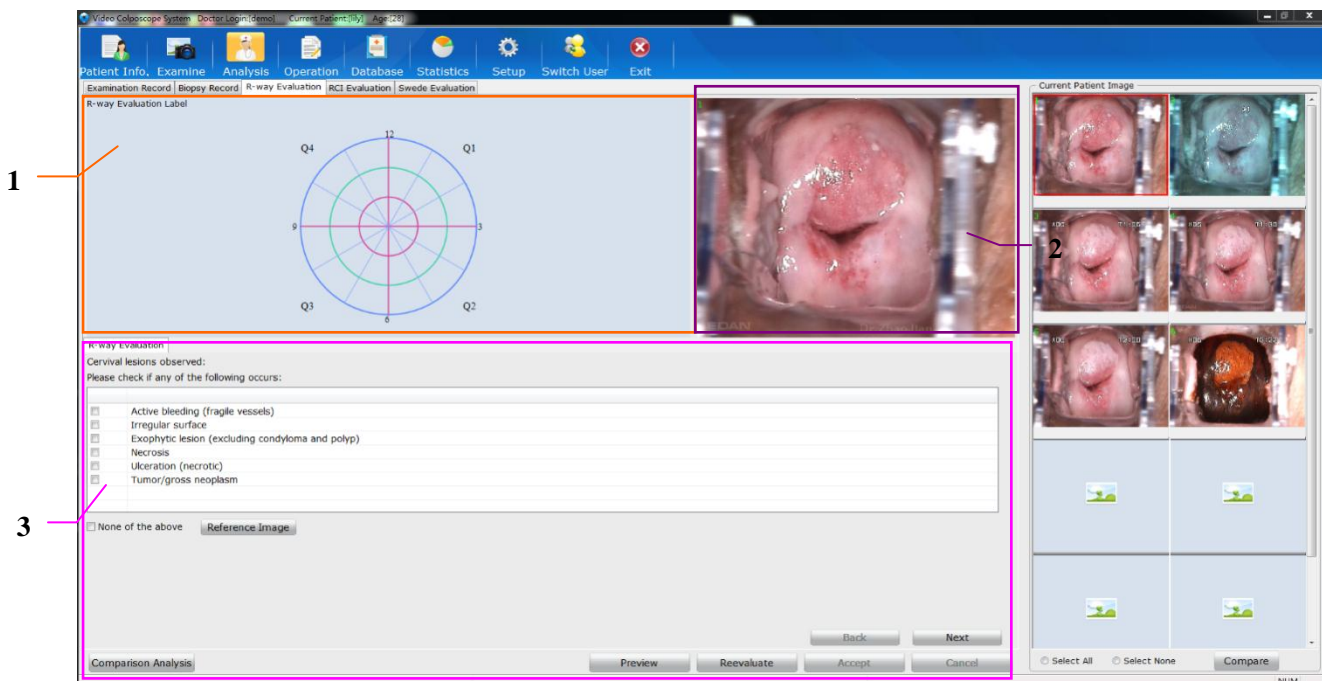 Video Colposcope System Doctor Login:[demo] Current Patient:[lily] Age:[28]
Patient Info. Examine Analysis Operation Database Statistics Setup Switch User Exit
Examination Record Biopsy Record R-way Evaluation RCI Evaluation Swede Evaluation
R-way Evaluation Label
12
Q4 Q1
9 3
Q3 Q2
6
1
2
Current Patient Image
R-way Evaluation
Cervival lesions observed:
Please check if any of the following occurs:
Active bleeding (fragile vessels)
Irregular surface
Exophytic lesion (excluding condyloma and polyp)
Necrosis
Ulceration (necrotic)
Tumor/gross neoplasm
3
None of the above Reference Image
Back Next
Comparison Analysis Preview Reevaluate Accept Cancel
Select All Select None Compare
NUM